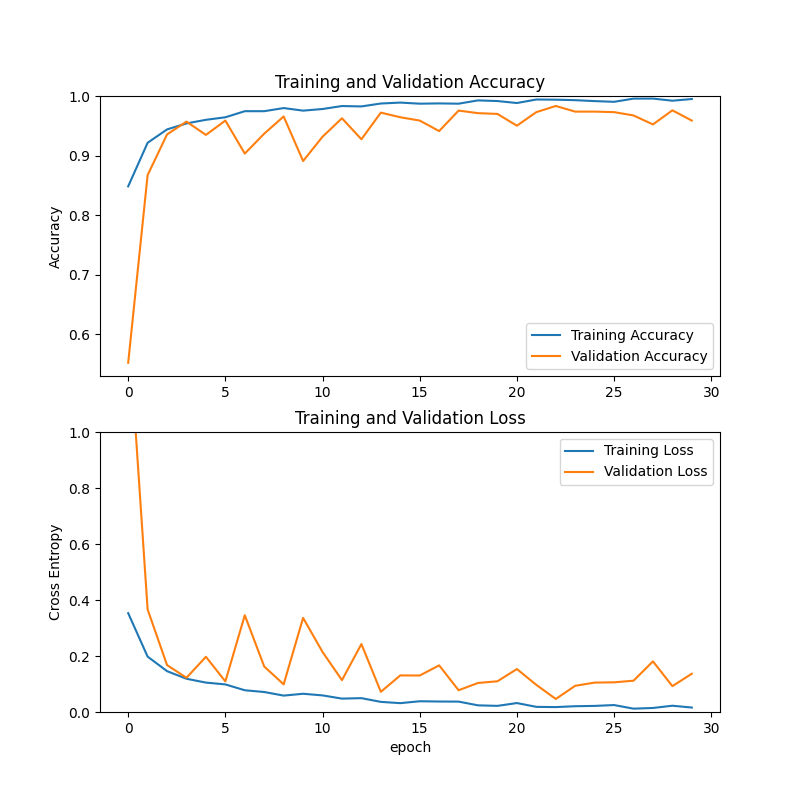 Training and Validation Accuracy
1.0
0.9
0.8
0.7
0.6
Accuracy
Training Accuracy
Validation Accuracy
0 5 10 15 20 25 30
Training and Validation Loss
1.0
0.8
0.6
0.4
0.2
0.0
Cross Entropy
Training Loss
Validation Loss
0 5 10 15 20 25 30
epoch